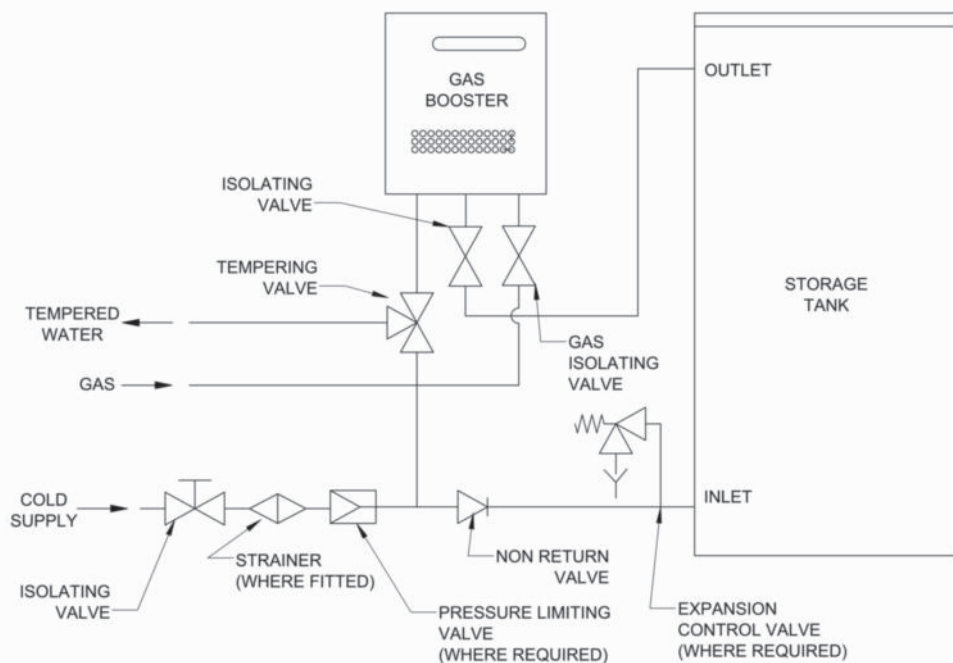 GAS
BOOSTER
OUTLET
ISOLATING
VALVE
TEMPERING
VALVE
STORAGE
TANK
TEMPERED
WATER
GAS
ISOLATING
VALVE
GAS
COLD
SUPPLY
INLET
STRAINER
(WHERE FITTED)
NON RETURN
VALVE
ISOLATING
VALVE
PRESSURE LIMITING
VALVE
(WHERE REQUIRED)
EXPANSION
CONTROL VALVE
(WHERE REQUIRED)